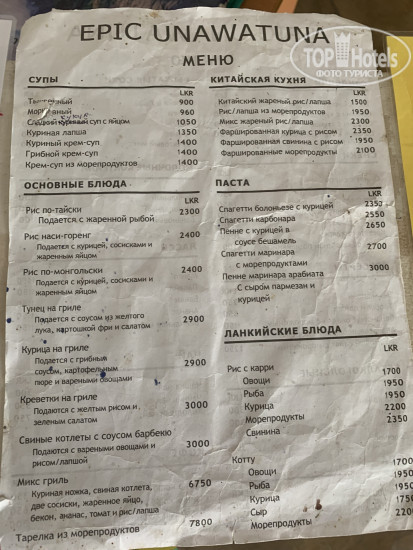 EPIC UNAWATUNA
МЕНЮ
TOP Hotels
ФОТО ТУРИСТА
СУПЫ
LKR
Тыквенный 900
Морковный 960
Сладкий куриный суп с яйцом 1050
Куриная лапша 1350
Куриный крем-суп 1400
Грибной крем-суп 1400
Крем-суп из морепродуктов 1400
ОСНОВНЫЕ БЛЮДА
LKR
Рис по-тайски 2300
Подается с жаренной рыбой
Рис наси-горенг 2400
Подается с курицей, сосисками и
жаренным яйцом
Рис по-монгольски 2400
Подается с курицей, сосисками и
жаренным яйцом
Тунец на гриле
Подается с соусом из желтого 2900
лука, картошкой фри и салатом
Курица на гриле
Подается с грибным
соусом, картофельным 2900
пюре и вареными овощами
Креветки на гриле
Подаются с желтым рисом и 3000
зеленым салатом
Свиные котлеты с соусом барбекю
Подаются с вареными овощами и 3000
рисом/лапшой
Микс гриль 6750
Куриная ножка, свиная котлета,
две сосиски, жаренное яйцо,
бекон, ананас, томат и рис/лапша
Тарелка из морепродуктов 7800
КИТАЙСКАЯ КУХНЯ
LKR
Китайский жареный рис/лапша 1500
Рис/лапша из морепродуктов 1950
Микс жареный рис/лапша 2300
Фаршированная курица с рисом 2350
Фаршированная свинина с рисом 1950
Фаршированные морепродукты 2100
ПАСТА
LKR
Спагетти болоньезе с курицей 2350
Спагетти карбонара 2550
Пенне с курицей в 2650
соусе бешамель
Спагетти маринара 2700
с морепродуктами
Пенне маринара арабиата 3000
С сыром пармезан и
курицей
ЛАНКИЙСКИЕ БЛЮДА
LKR
Рис с карри 1700
Овощи 1950
Рыба 1950
Курица 2200
Морепродукты 2350
Свинина
Котту 1700
Овощи 1950
Рыба 1950
Курица 1750
Сыр 2200
Морепродукты